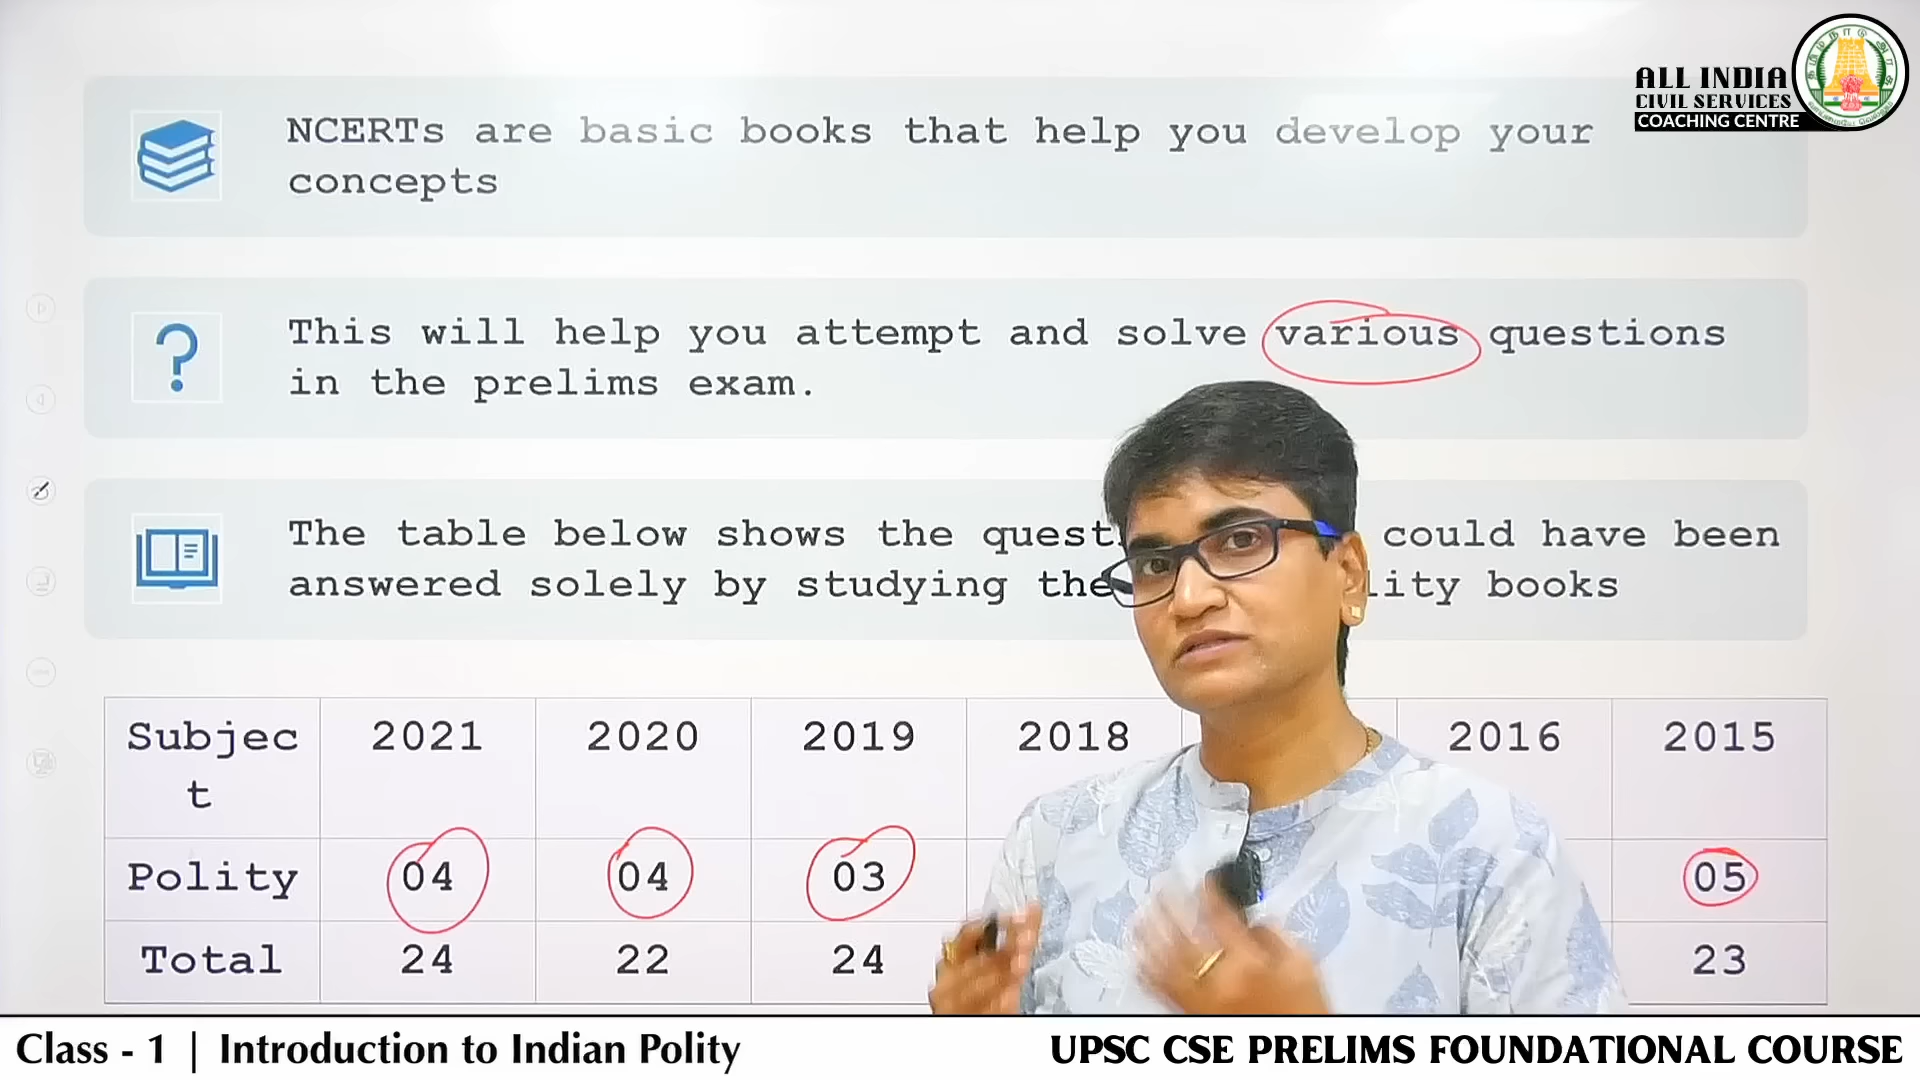 ALL INDIA
CIVIL SERVICES
COACHING CENTRE
NCERTs are basic books that help you develop your
concepts
This will help you attempt and solve various questions
in the prelims exam.
The table below shows the could have been
answered solely by studying the books
Subjec
t
2021 2020 2019 2018 2016 2015
Polity 04 04 03 05
Total 24 22 24 23
Class - 1 | Introduction to Indian Polity
UPSC CSE PRELIMS FOUNDATIONAL COURSE